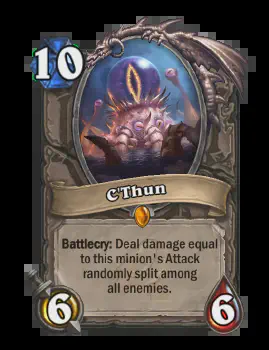 10
C'Thun
Battlecry: Deal damage equal
to this minion's Attack
randomly split among
all enemies.
6 6